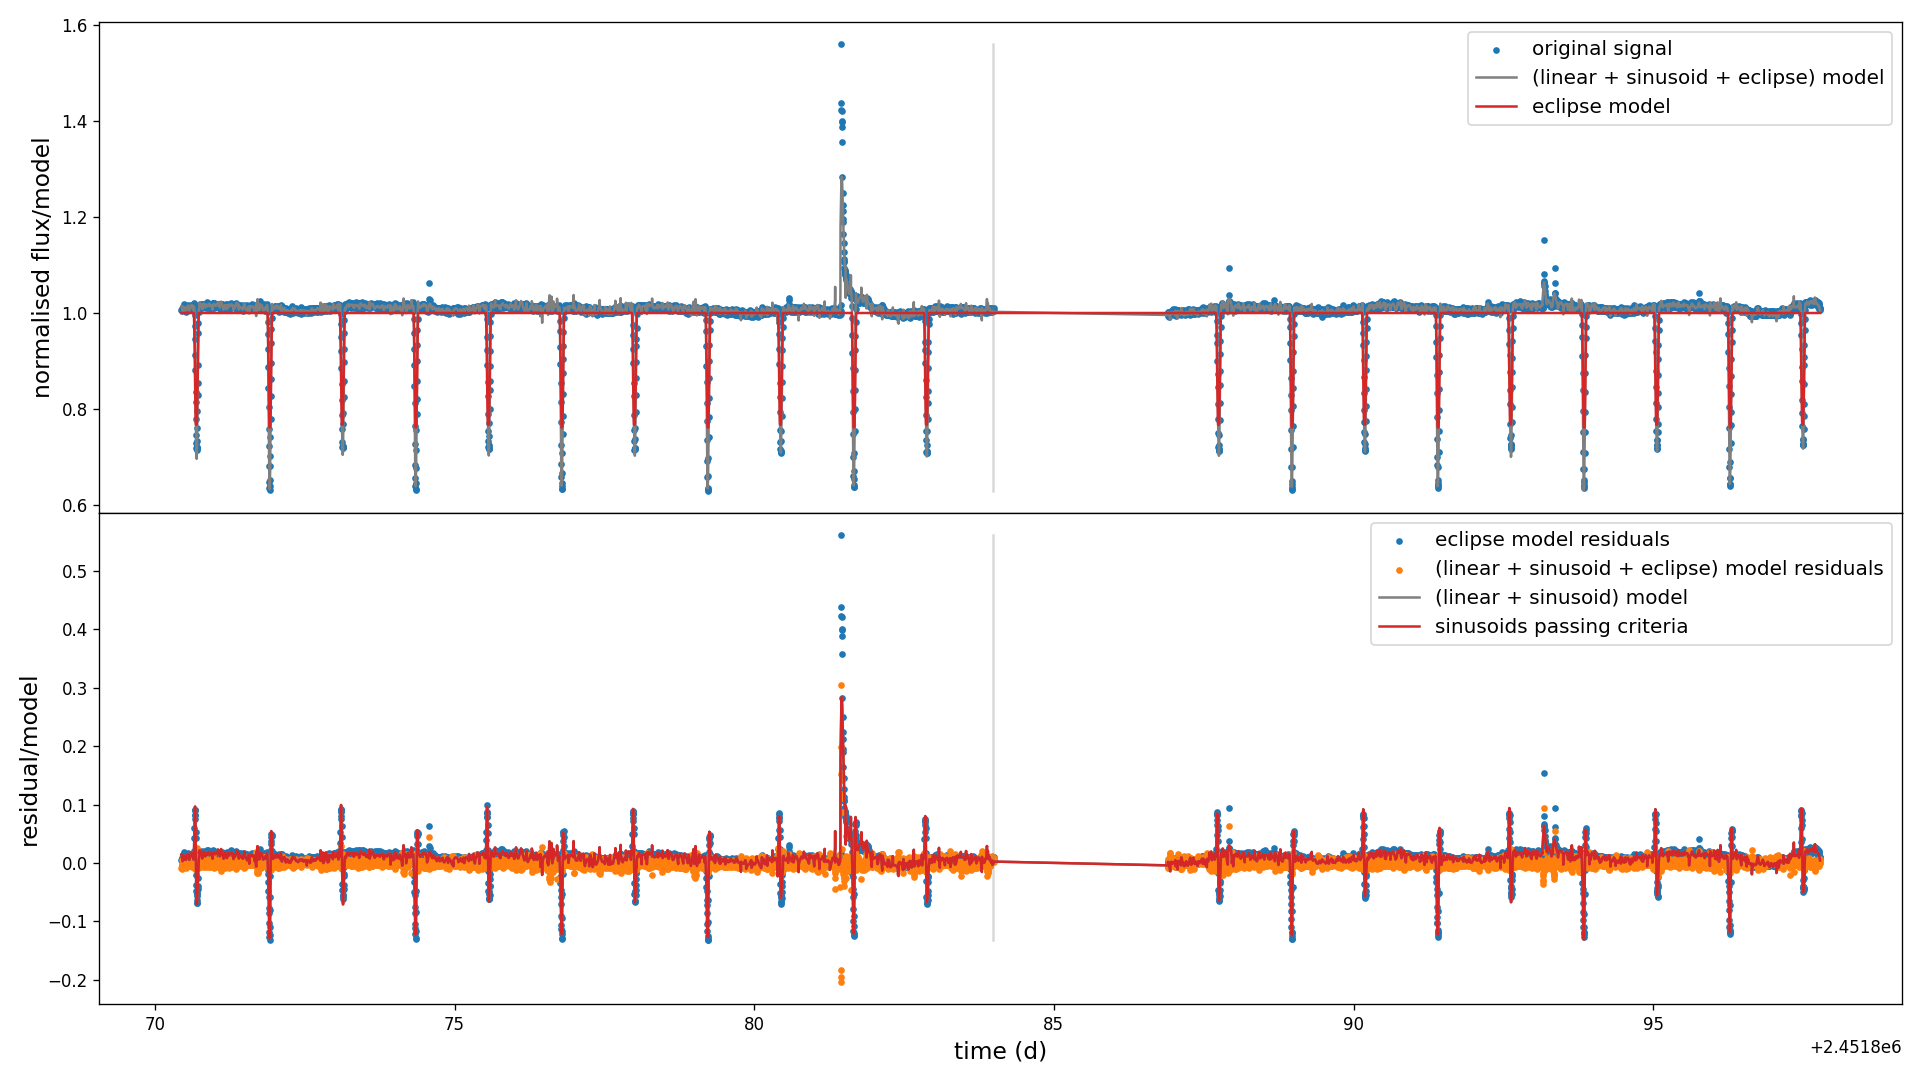 1.6
1.4
1.2
1.0
0.8
0.6
normalised flux/model
original signal
(linear + sinusoid + eclipse) model
eclipse model
0.5
0.4
0.3
0.2
0.1
0.0
−0.1
−0.2
residual/model
eclipse model residuals
(linear + sinusoid + eclipse) model residuals
(linear + sinusoid) model
sinusoids passing criteria
70 75 80 85 90 95
time (d)
+2.4518e6